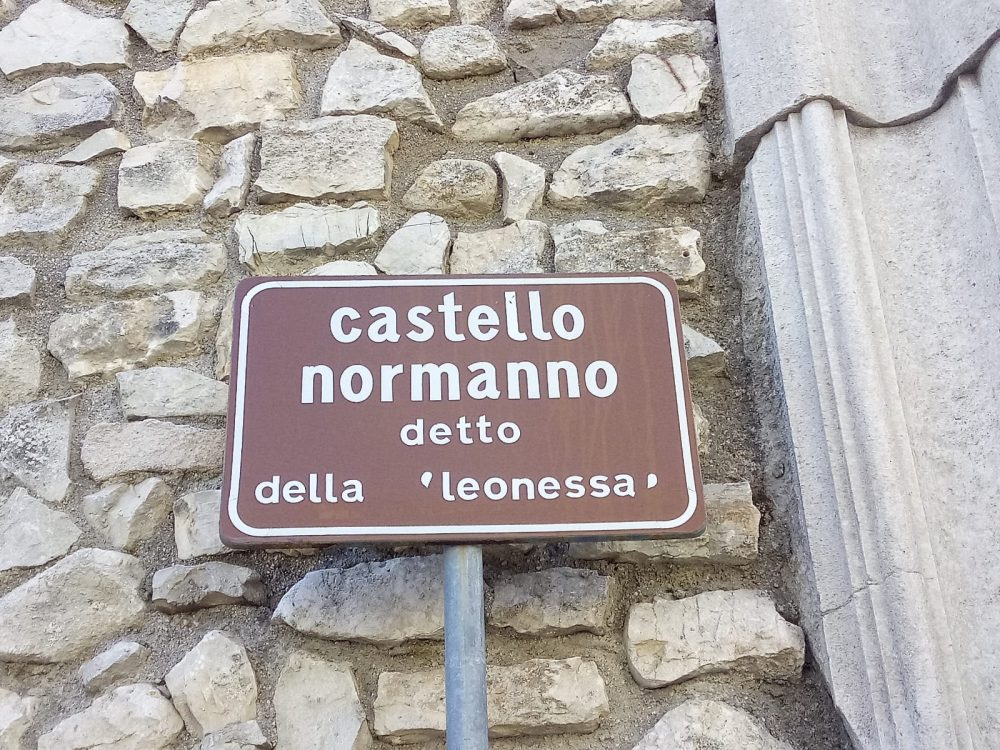 castello
normanno
detto
della 'leonessa'